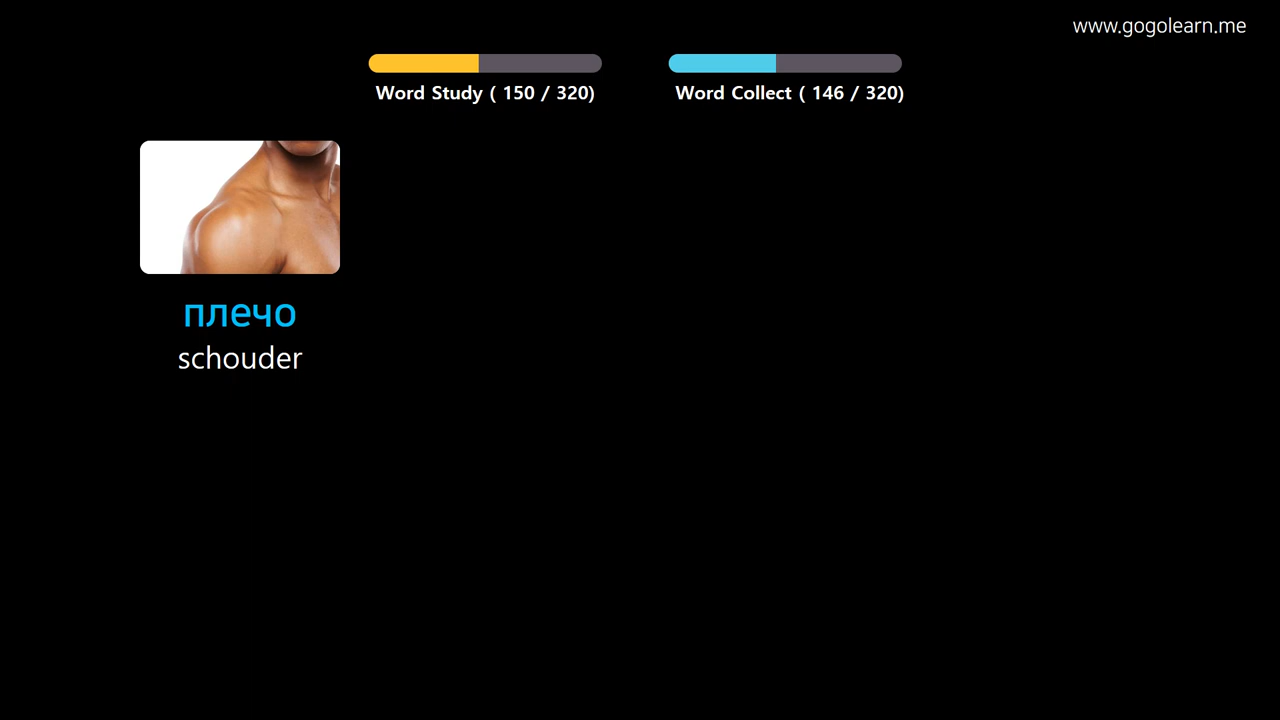 www.gogolearn.me
Word Study ( 150 / 320)
Word Collect ( 146 / 320)
плечо
schouder